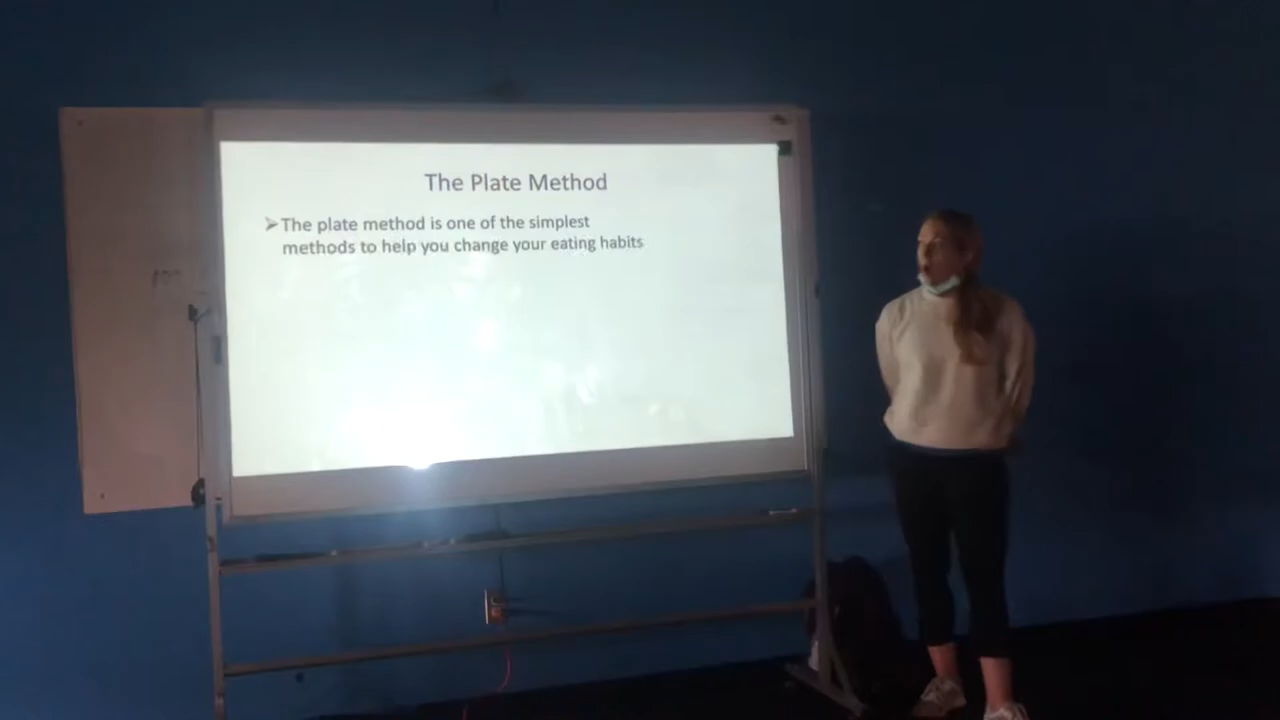 The Plate Method
➢The plate method is one of the simplest
methods to help you change your eating habits